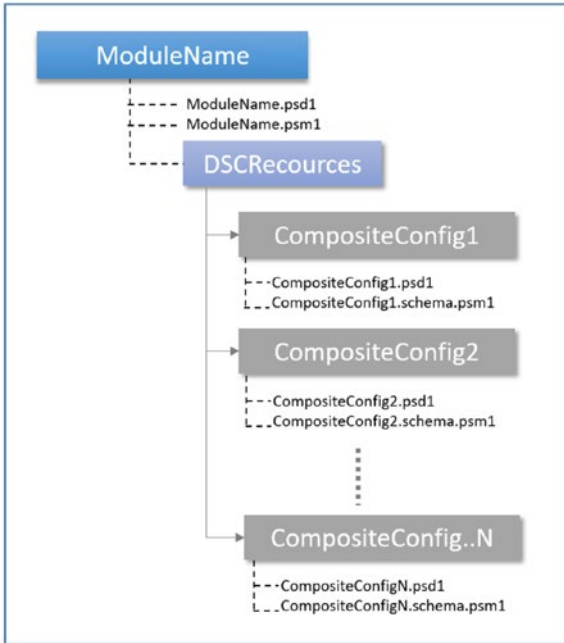 ModuleName
ModuleName.psd1
ModuleName.psm1
DSCRecources
CompositeConfig1
CompositeConfig1.psd1
CompositeConfig1.schema.psm1
CompositeConfig2
CompositeConfig2.psd1
CompositeConfig2.schema.psm1
CompositeConfig..N
CompositeConfigN.psd1
CompositeConfigN.schema.psm1